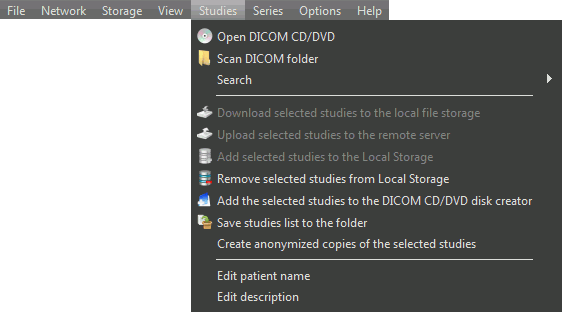 File Network Storage View Studies Series Options Help
Open DICOM CD/DVD
Scan DICOM folder
Search
Download selected studies to the local file storage
Upload selected studies to the remote server
Add selected studies to the Local Storage
Remove selected studies from Local Storage
Add the selected studies to the DICOM CD/DVD disk creator
Save studies list to the folder
Create anonymized copies of the selected studies
Edit patient name
Edit description